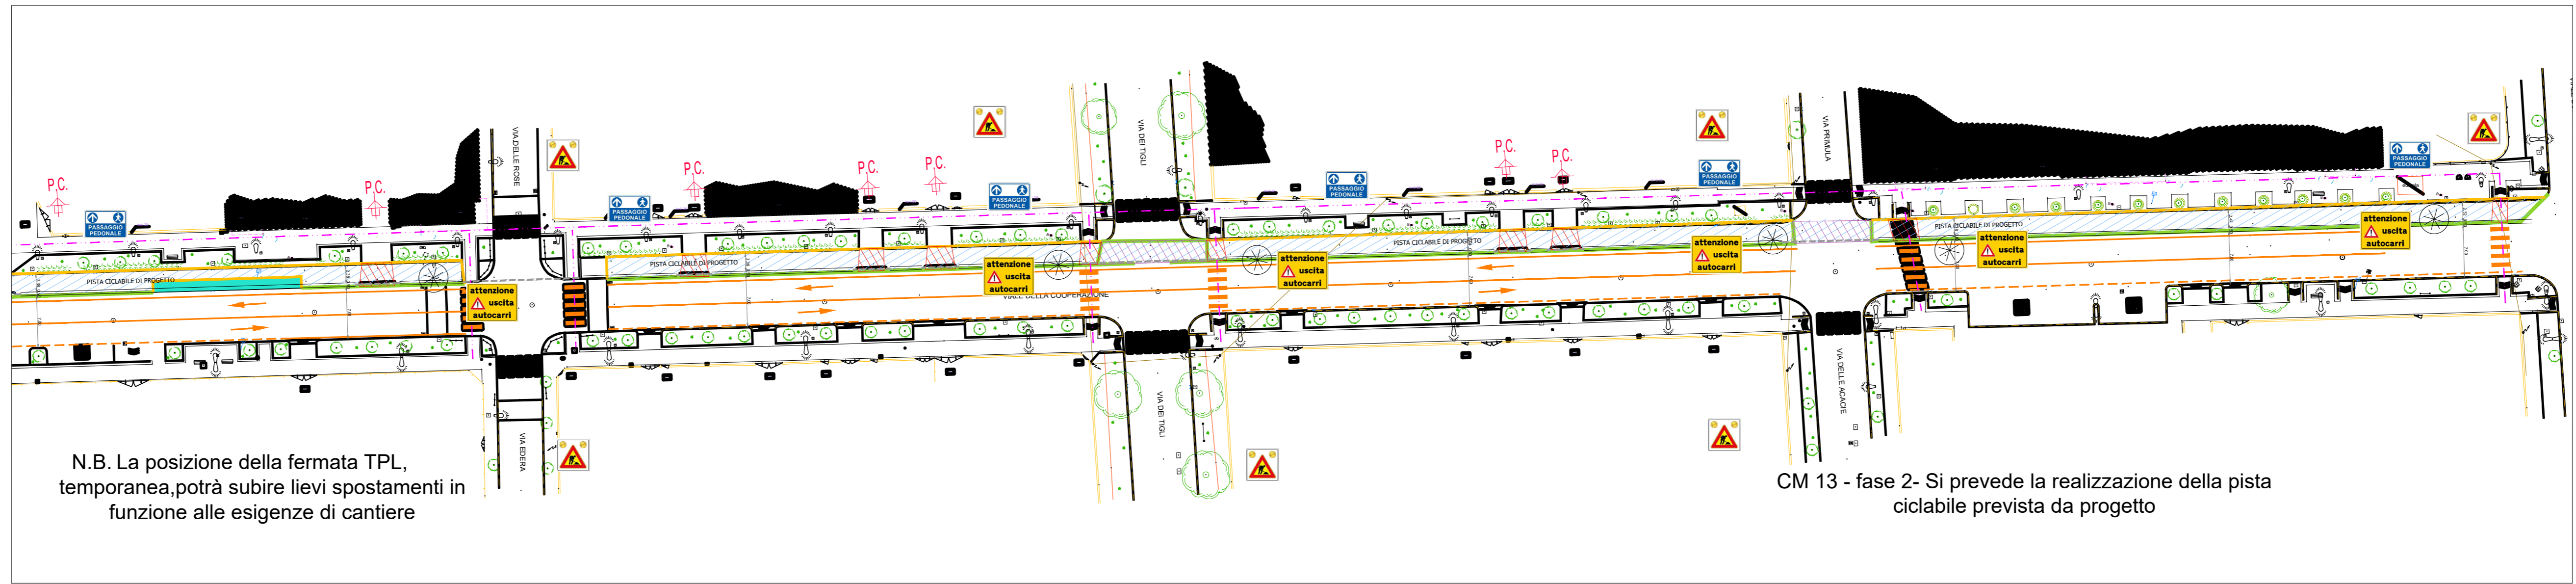 VIA DELLE ROSE
VIA DEI TIGLI
VIA PRIMULA
P.C.
P.C.
P.C.
P.C.
P.C.
P.C.
P.C.
PASSAGGIO
PEDONALE
PASSAGGIO
PEDONALE
PASSAGGIO
PEDONALE
PASSAGGIO
PEDONALE
PASSAGGIO
PEDONALE
PASSAGGIO
PEDONALE
PISTA CICLABILE DI PROGETTO
PISTA CICLABILE DI PROGETTO
PISTA CICLABILE DI PROGETTO
PISTA CICLABILE DI PROGETTO
attenzione
uscita
autocarri
attenzione
uscita
autocarri
attenzione
uscita
autocarri
attenzione
uscita
autocarri
attenzione
uscita
autocarri
attenzione
uscita
autocarri
VIALE DELLA COOPERAZIONE
VIA EDERA
VIA DEI TIGLI
VIA DELLE ACACIE
N.B. La posizione della fermata TPL,
temporanea,potrà subire lievi spostamenti in
funzione alle esigenze di cantiere
CM 13 - fase 2- Si prevede la realizzazione della pista
ciclabile prevista da progetto